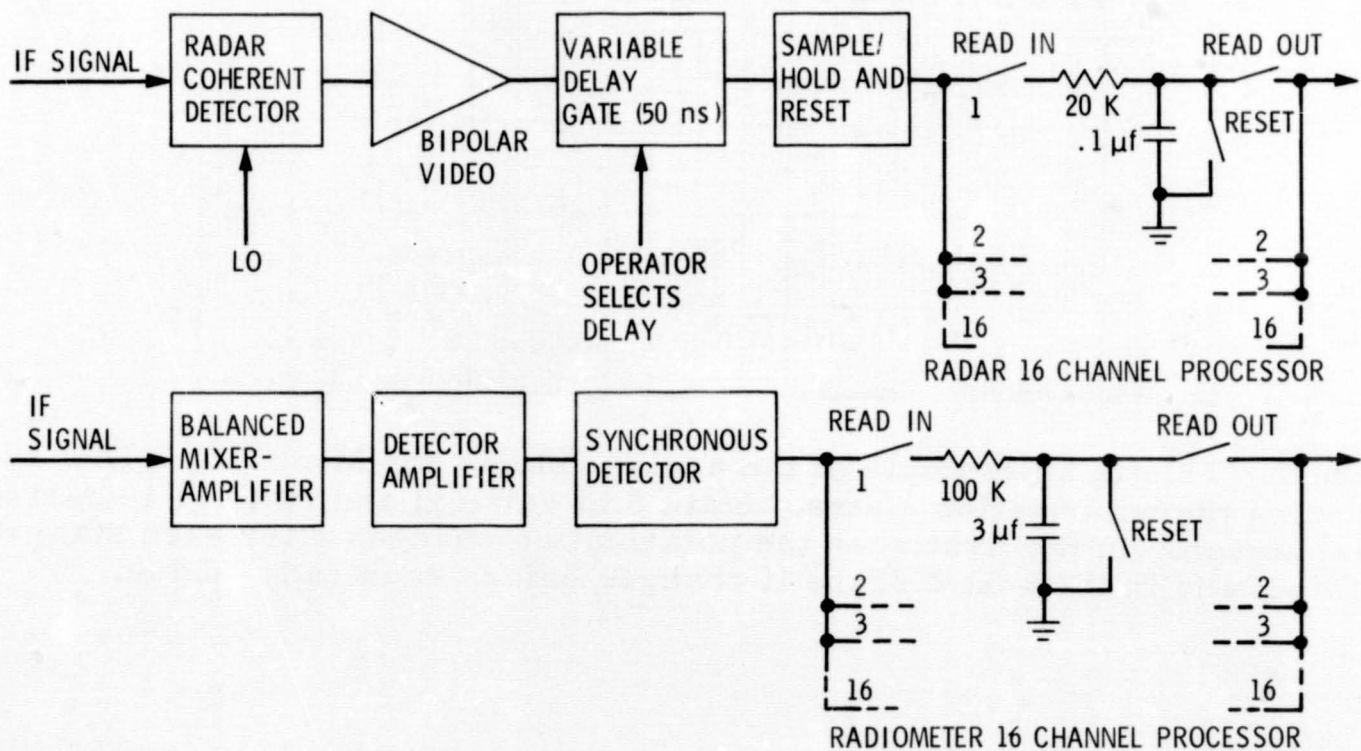 IF SIGNAL
RADAR
COHERENT
DETECTOR
LO
BIPOLAR
VIDEO
VARIABLE
DELAY
GATE (50 ns)
OPERATOR
SELECTS
DELAY
SAMPLE/
HOLD AND
RESET
READ IN
1
20 K
.1 µf
RESET
READ OUT
2
3
16
2
3
16
RADAR 16 CHANNEL PROCESSOR
IF
SIGNAL
BALANCED
MIXER-
AMPLIFIER
DETECTOR
AMPLIFIER
SYNCHRONOUS
DETECTOR
READ IN
1
100 K
3 µf
RESET
READ OUT
2
3
16
2
3
16
RADIOMETER 16 CHANNEL PROCESSOR